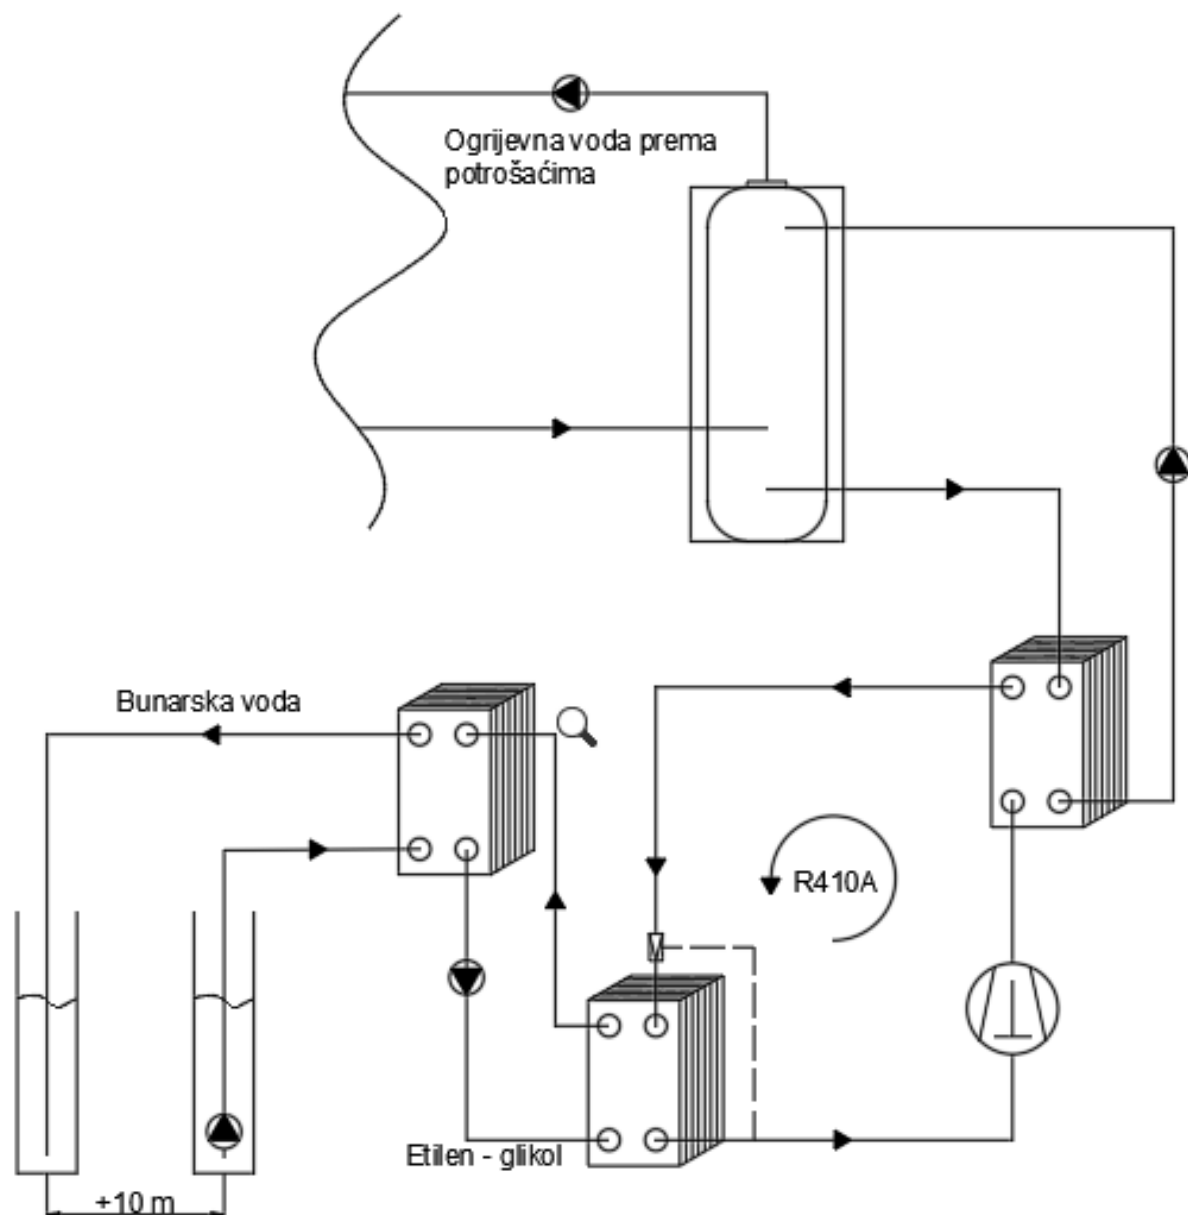 Ogrijevna voda prema
potrošaćima
Bunarska voda
R410A
Etilen - glikol
+10 m